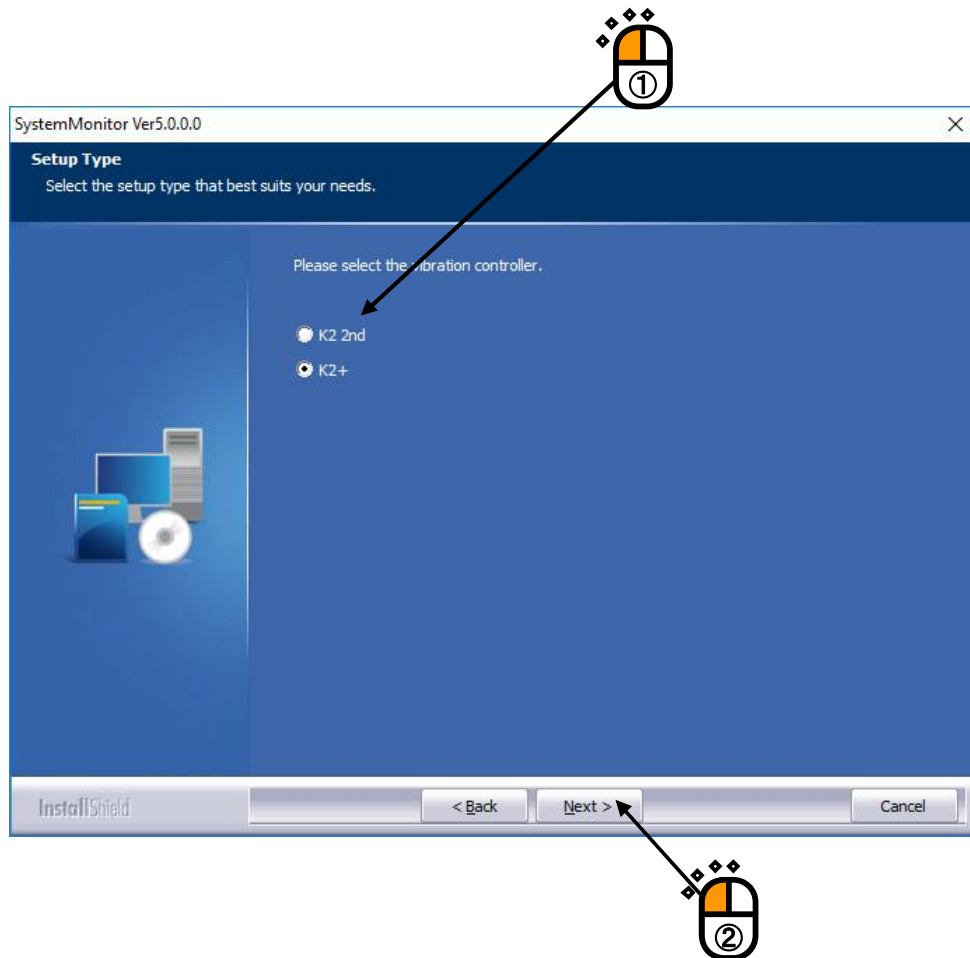 ①
SystemMonitor Ver5.0.0.0
Setup Type
Select the setup type that best suits your needs.
Please select the vibration controller.
K2 2nd
K2+
InstallShield
< Back
Next >
Cancel
②